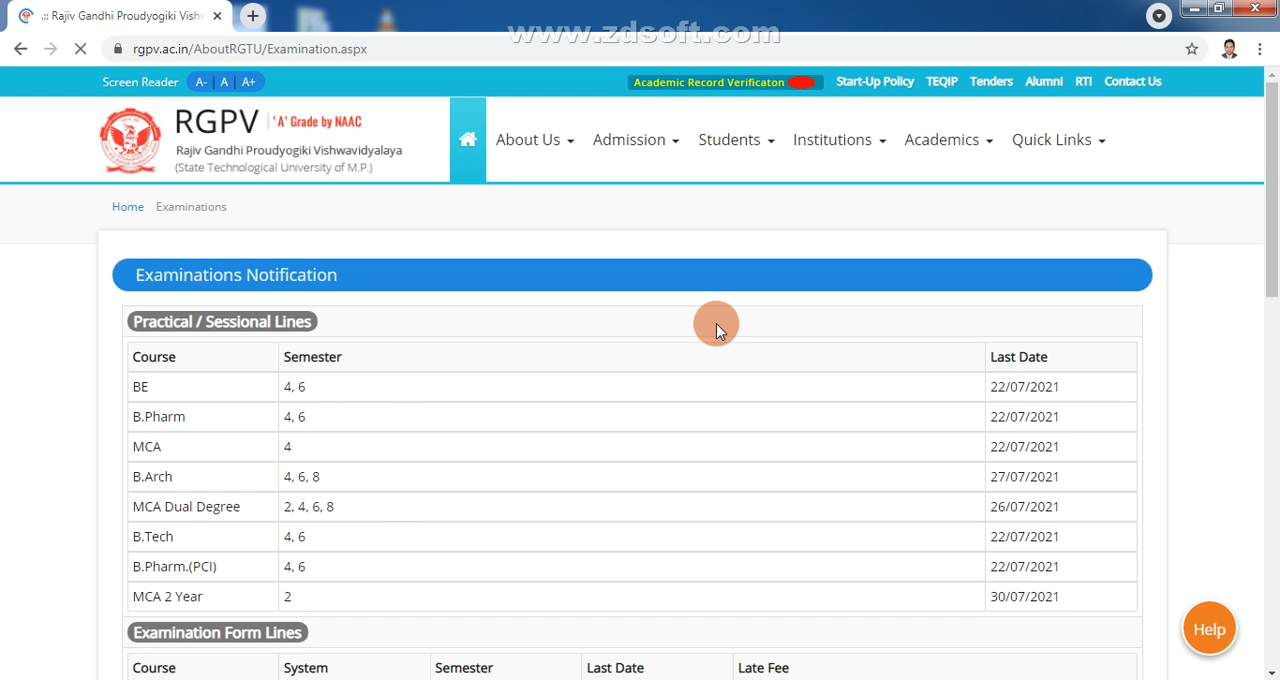 .:: Rajiv Gandhi Proudyogiki Vishw
www.zdsoft.com
rgpv.ac.in/AboutRGTU/Examination.aspx
Screen Reader A- A A+ Academic Record Verificaton Start-Up Policy TEQIP Tenders Alumni RTI Contact Us
RGPV 'A' Grade by NAAC
Rajiv Gandhi Proudyogiki Vishwavidyalaya
(State Technological University of M.P.)
About Us Admission Students Institutions Academics Quick Links
Home Examinations
Examinations Notification
Practical / Sessional Lines
Course Semester Last Date
BE 4, 6 22/07/2021
B.Pharm 4, 6 22/07/2021
MCA 4 22/07/2021
B.Arch 4, 6, 8 27/07/2021
MCA Dual Degree 2, 4, 6, 8 26/07/2021
B.Tech 4, 6 22/07/2021
B.Pharm.(PCI) 4, 6 22/07/2021
MCA 2 Year 2 30/07/2021
Help
Examination Form Lines
Course System Semester Last Date Late Fee